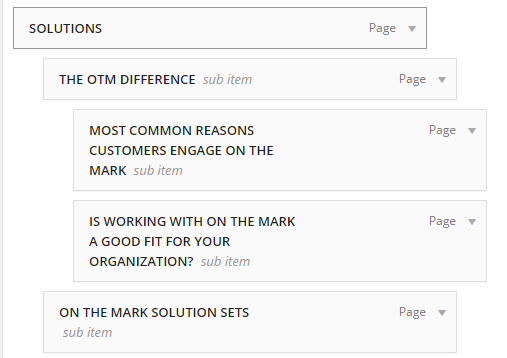 SOLUTIONS Page
THE OTM DIFFERENCE sub item Page
MOST COMMON REASONS Page
CUSTOMERS ENGAGE ON THE
MARK sub item
IS WORKING WITH ON THE MARK Page
A GOOD FIT FOR YOUR
ORGANIZATION? sub item
ON THE MARK SOLUTION SETS Page
sub item